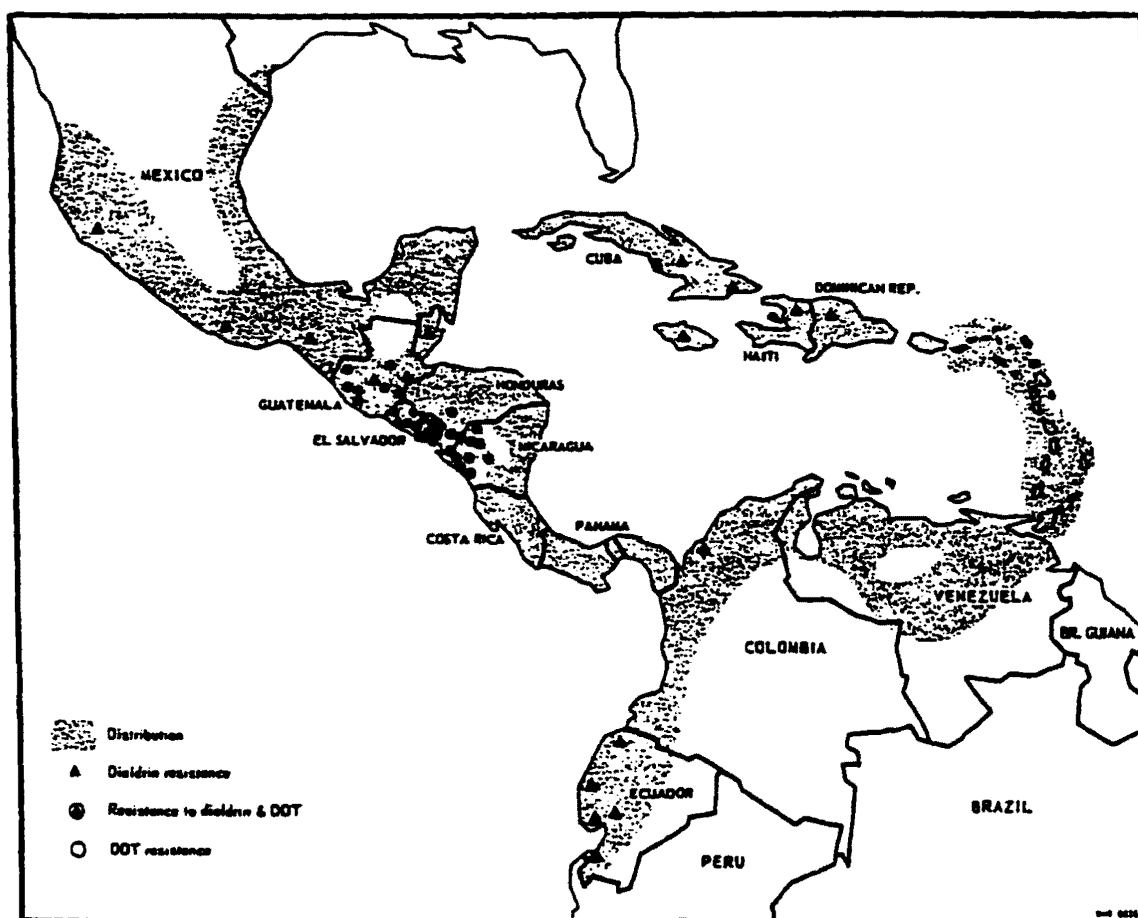 MEXICO
CUBA
DOMINICAN REP.
HAITI
HONDURAS
GUATEMALA
EL SALVADOR
NICARAGUA
PANAMA
COSTA RICA
VENEZUELA
BR. GUIANA
COLOMBIA
Distribution
Dieldrin resistance
ECUADOR
Resistance to dieldrin & DDT
BRAZIL
DDT resistance
PERU